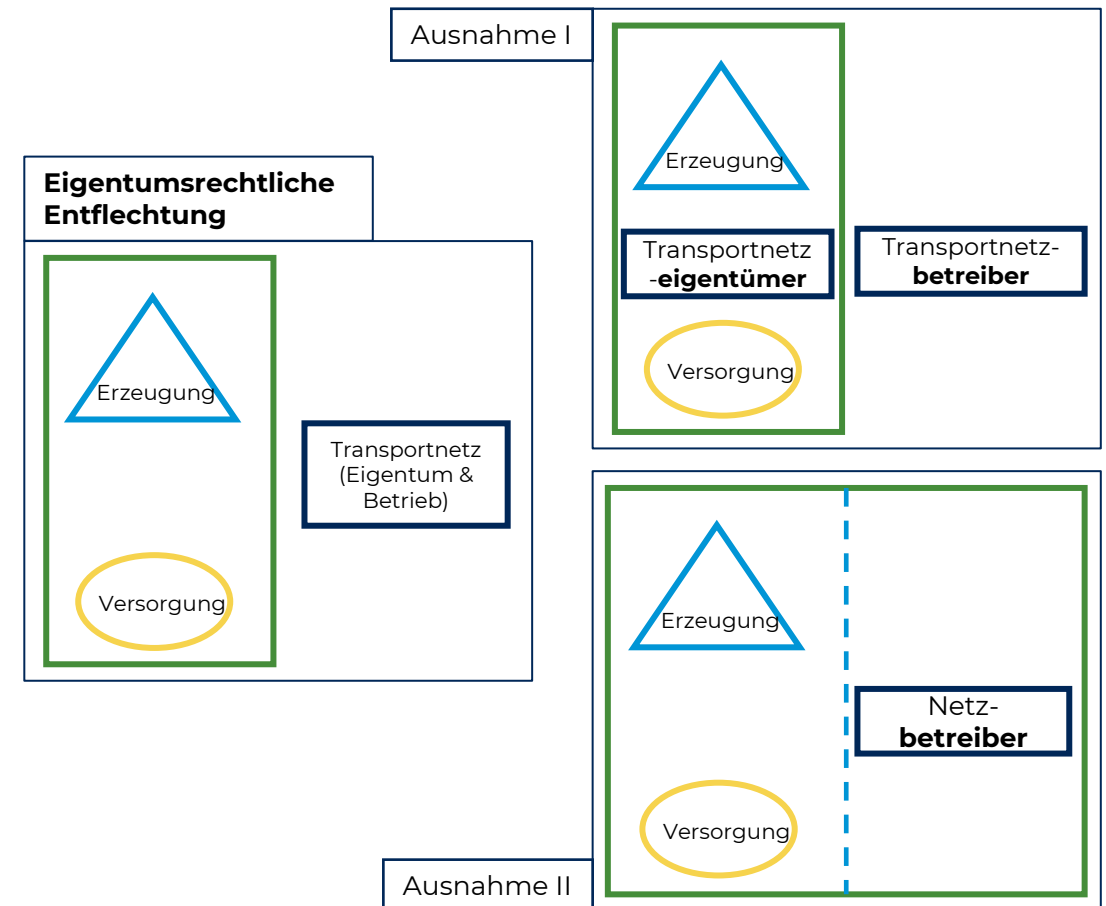 Eigentumsrechtliche
Entflechtung
Erzeugung
Transportnetz
(Eigentum &
Betrieb)
Versorgung
Ausnahme I
Erzeugung
Transportnetz
-eigentümer
Transportnetz-
betreiber
Versorgung
Erzeugung
Netz-
betreiber
Versorgung
Ausnahme II